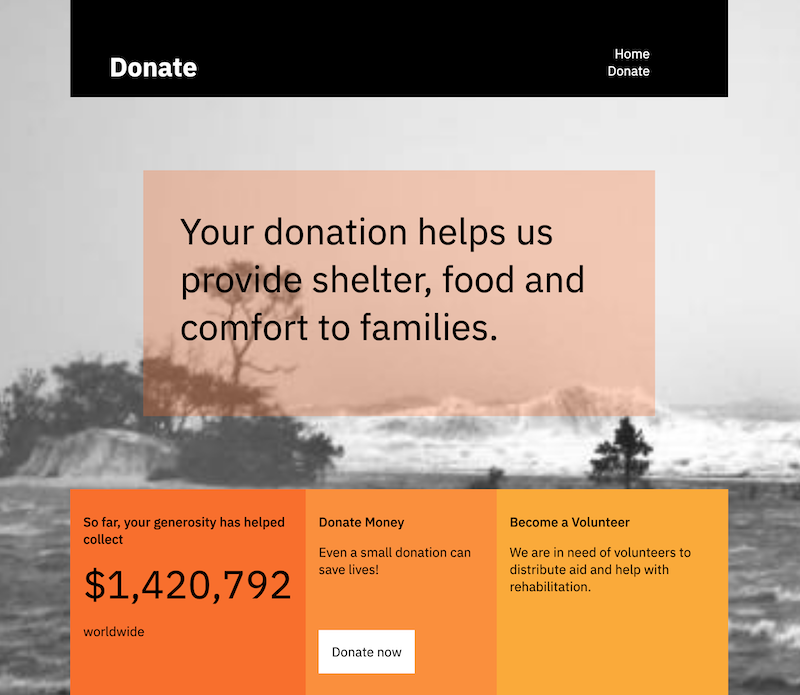 Donate
Home
Donate
Your donation helps us
provide shelter, food and
comfort to families.
So far, your generosity has helped
collect
$1,420,792
worldwide
Donate Money
Even a small donation can
save lives!
Donate now
Become a Volunteer
We are in need of volunteers to
distribute aid and help with
rehabilitation.